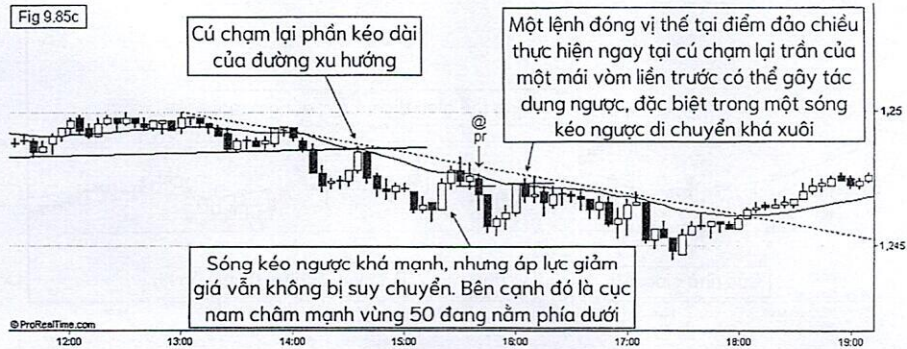 Fig 9.85c
Cú chạm lại phần kéo dài
của đường xu hướng
Một lệnh đóng vị thế tại điểm đảo chiều
thực hiện ngay tại cú chạm lại trần của
một mái vòm liền trước có thể gây tác
dụng ngược, đặc biệt trong một sóng
kéo ngược di chuyển khá xuôi
@
pr
1,25
1,245
Sóng kéo ngược khá mạnh, nhưng áp lực giảm
giá vẫn không bị suy chuyển. Bên cạnh đó là cục
nam châm mạnh vùng 50 đang nằm phía dưới
©ProRealTime.com
12:00 13:00 14:00 15:00 16:00 17:00 18:00 19:00